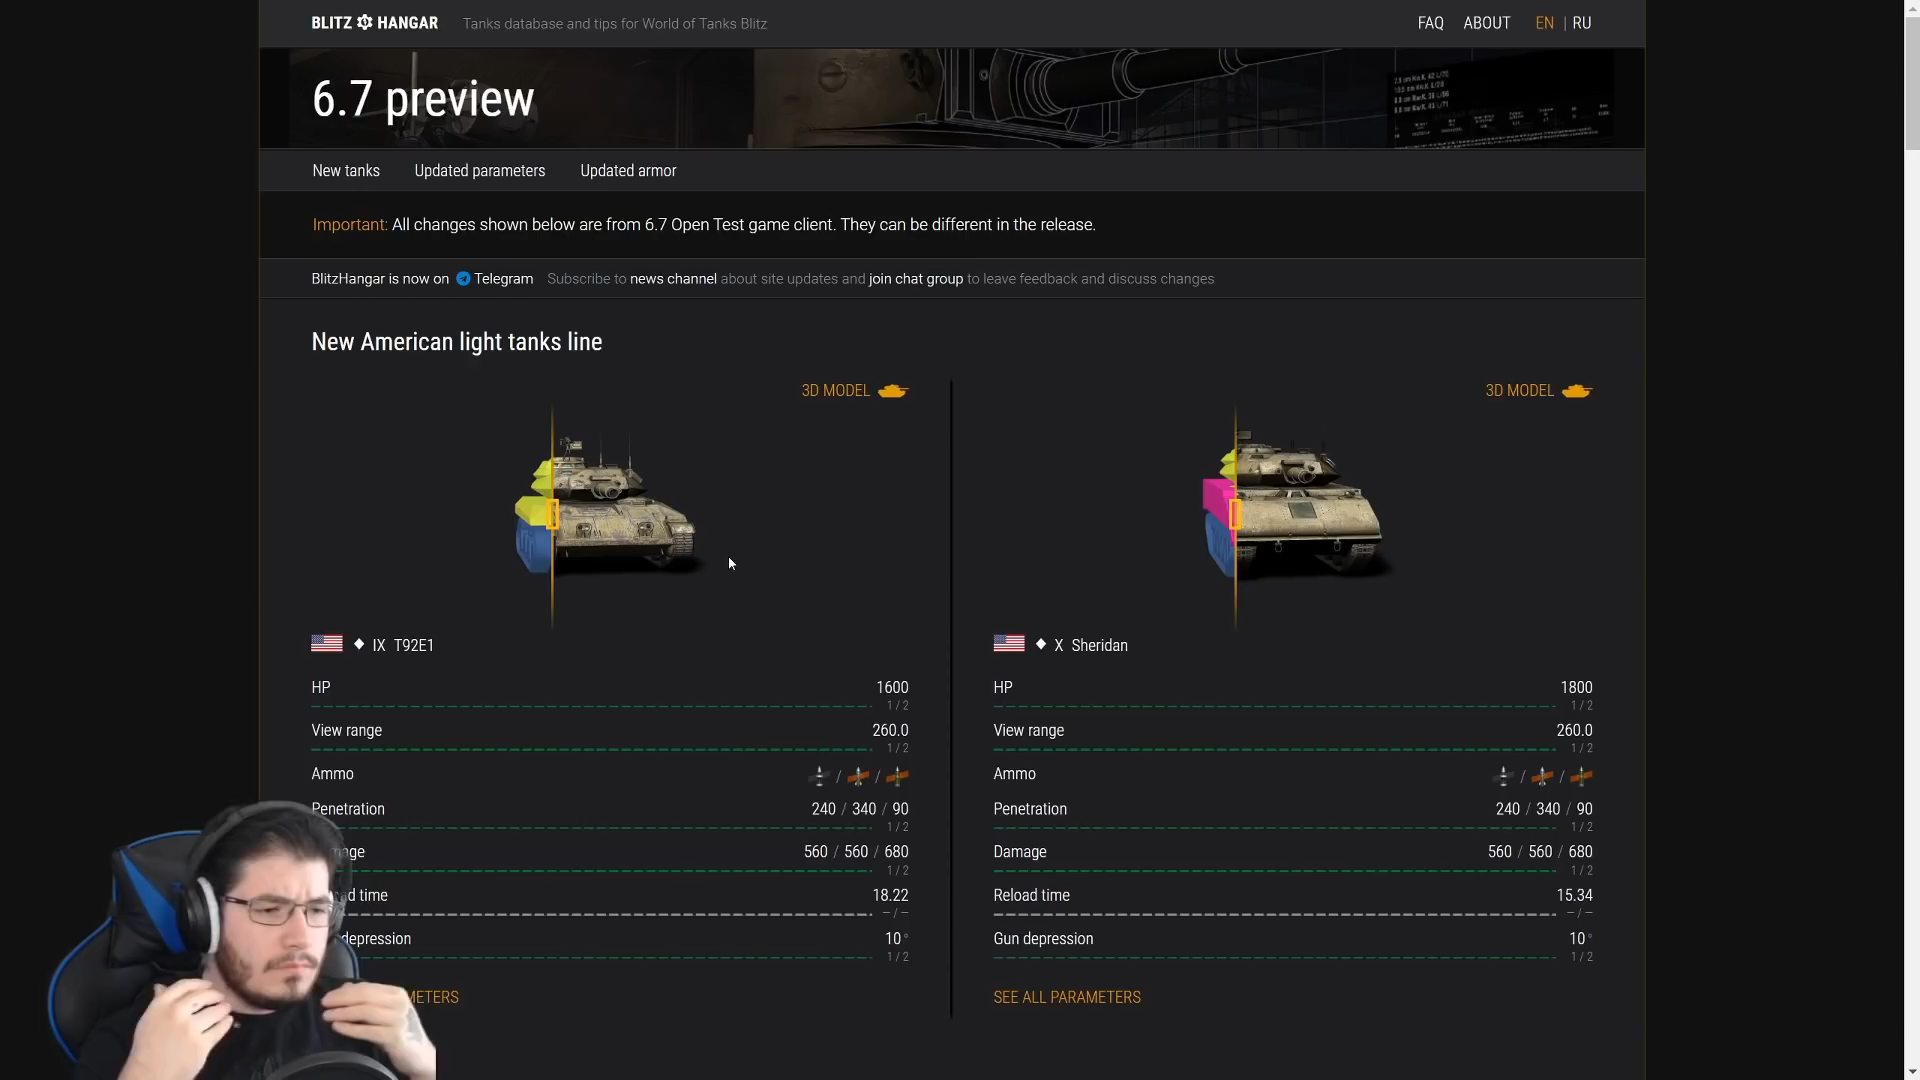 BLITZ HANGAR Tanks database and tips for World of Tanks Blitz FAQ ABOUT EN | RU
6.7 preview
New tanks Updated parameters Updated armor
Important: All changes shown below are from 6.7 Open Test game client. They can be different in the release.
BlitzHangar is now on Telegram Subscribe to news channel about site updates and join chat group to leave feedback and discuss changes
New American light tanks line
3D MODEL 3D MODEL
IX T92E1 X Sheridan
HP 1600 HP 1800
1 / 2 1 / 2
View range 260.0 View range 260.0
1 / 2 1 / 2
Ammo / / Ammo / /
Penetration 240 / 340 / 90 Penetration 240 / 340 / 90
1 / 2 1 / 2
mage 560 / 560 / 680 Damage 560 / 560 / 680
1 / 2 1 / 2
d time 18.22 Reload time 15.34
– / – – / –
depression 10° Gun depression 10°
1 / 2 1 / 2
METERS SEE ALL PARAMETERS